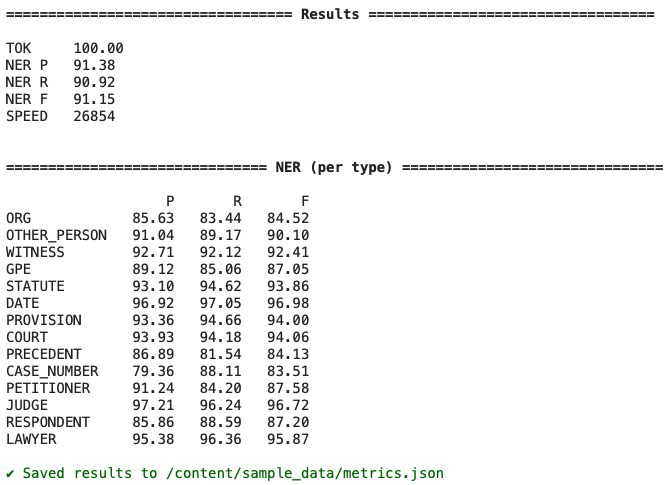 ================================== Results ==================================
TOK     100.00
NER P   91.38
NER R   90.92
NER F   91.15
SPEED   26854
=============================== NER (per type) ===============================
P       R       F
ORG            85.63   83.44   84.52
OTHER_PERSON   91.04   89.17   90.10
WITNESS        92.71   92.12   92.41
GPE            89.12   85.06   87.05
STATUTE        93.10   94.62   93.86
DATE           96.92   97.05   96.98
PROVISION      93.36   94.66   94.00
COURT          93.93   94.18   94.06
PRECEDENT      86.89   81.54   84.13
CASE_NUMBER    79.36   88.11   83.51
PETITIONER     91.24   84.20   87.58
JUDGE          97.21   96.24   96.72
RESPONDENT     85.86   88.59   87.20
LAWYER         95.38   96.36   95.87
✔ Saved results to /content/sample_data/metrics.json